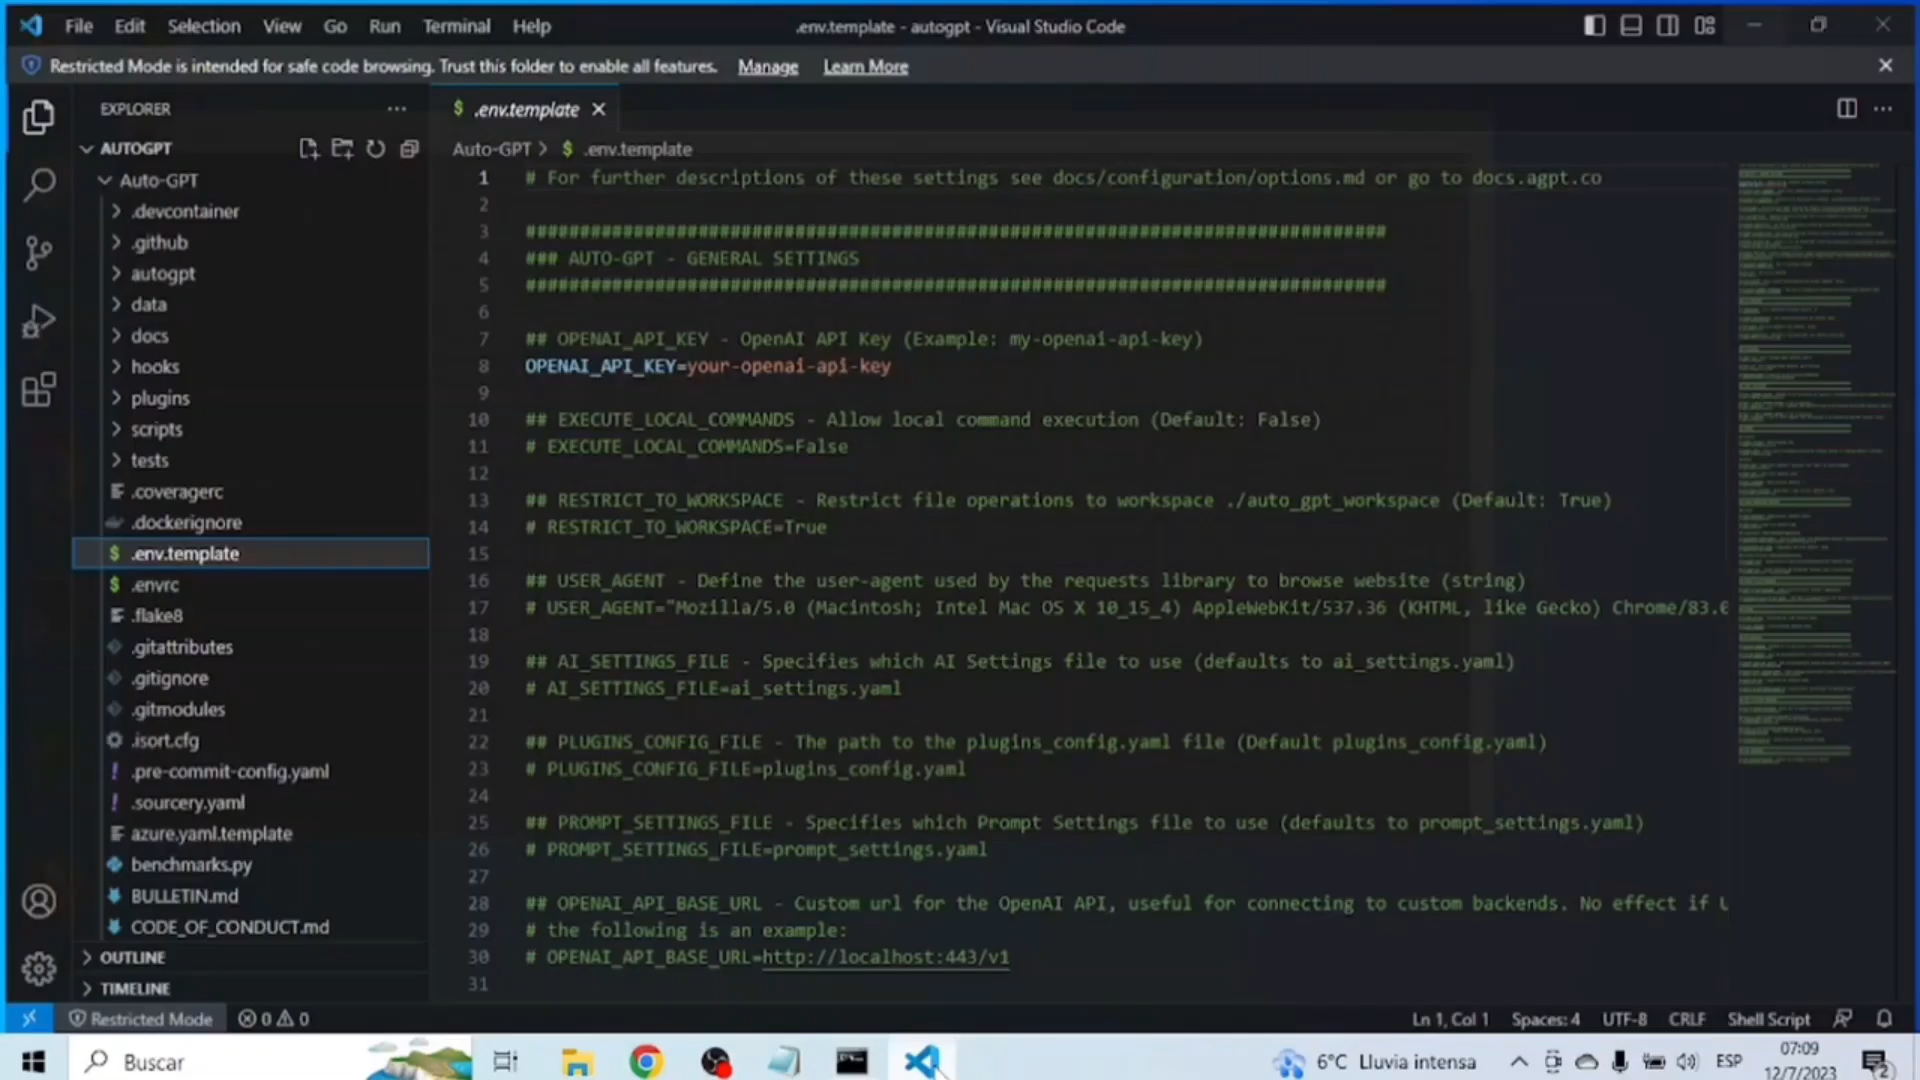 File Edit Selection View Go Run Terminal Help
.env.template - autogpt - Visual Studio Code
Restricted Mode is intended for safe code browsing. Trust this folder to enable all features. Manage Learn More
EXPLORER
AUTOGPT
Auto-GPT
.devcontainer
.github
autogpt
data
docs
hooks
plugins
scripts
tests
.coveragerc
.dockerignore
$ .env.template
$ .envrc
.flake8
.gitattributes
.gitignore
.gitmodules
.isort.cfg
! .pre-commit-config.yaml
! .sourcery.yaml
azure.yaml.template
benchmarks.py
BULLETIN.md
CODE_OF_CONDUCT.md
OUTLINE
TIMELINE
$ .env.template
Auto-GPT > $ .env.template
1 # For further descriptions of these settings see docs/configuration/options.md or go to docs.agpt.co
2
3 ################################################################################
4 ### AUTO-GPT - GENERAL SETTINGS
5 ################################################################################
6
7 ## OPENAI_API_KEY - OpenAI API Key (Example: my-openai-api-key)
8 OPENAI_API_KEY=your-openai-api-key
9
10 ## EXECUTE_LOCAL_COMMANDS - Allow local command execution (Default: False)
11 # EXECUTE_LOCAL_COMMANDS=False
12
13 ## RESTRICT_TO_WORKSPACE - Restrict file operations to workspace ./auto_gpt_workspace (Default: True)
14 # RESTRICT_TO_WORKSPACE=True
15
16 ## USER_AGENT - Define the user-agent used by the requests library to browse website (string)
17 # USER_AGENT="Mozilla/5.0 (Macintosh; Intel Mac OS X 10_15_4) AppleWebKit/537.36 (KHTML, like Gecko) Chrome/83.0
18
19 ## AI_SETTINGS_FILE - Specifies which AI Settings file to use (defaults to ai_settings.yaml)
20 # AI_SETTINGS_FILE=ai_settings.yaml
21
22 ## PLUGINS_CONFIG_FILE - The path to the plugins_config.yaml file (Default plugins_config.yaml)
23 # PLUGINS_CONFIG_FILE=plugins_config.yaml
24
25 ## PROMPT_SETTINGS_FILE - Specifies which Prompt Settings file to use (defaults to prompt_settings.yaml)
26 # PROMPT_SETTINGS_FILE=prompt_settings.yaml
27
28 ## OPENAI_API_BASE_URL - Custom url for the OpenAI API, useful for connecting to custom backends. No effect if U
29 # the following is an example:
30 # OPENAI_API_BASE_URL=http://localhost:443/v1
31
Restricted Mode 0 0 Ln 1, Col 1 Spaces: 4 UTF-8 CRLF Shell Script
Buscar 6°C Lluvia intensa ESP 07:09
12/7/2023 2